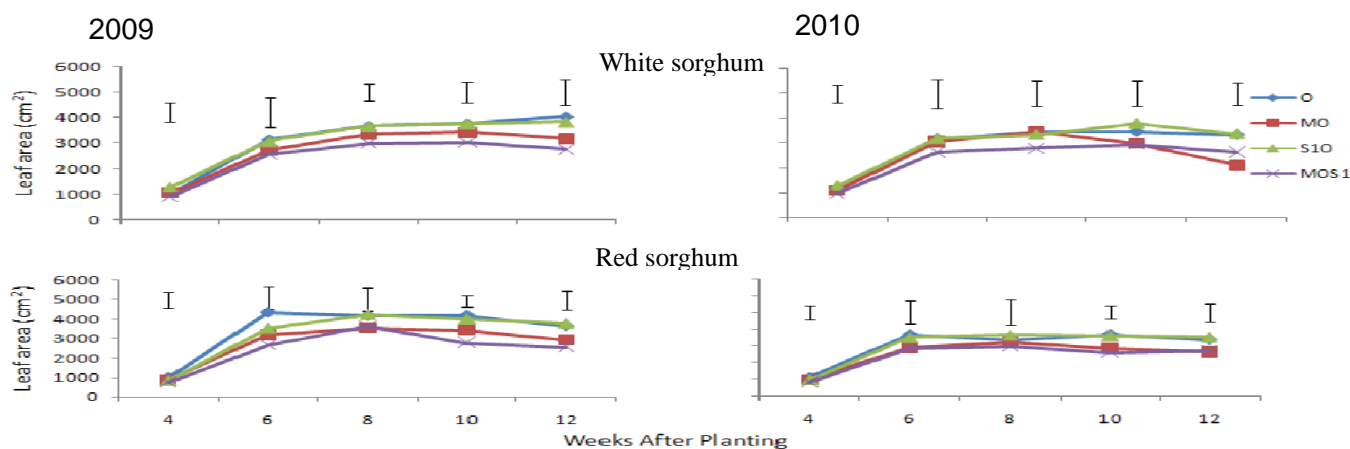 2009
2010
White sorghum
6000
5000
4000
3000
2000
1000
0
Leaf area (cm²)
O
MO
S1O
MOS1
Red sorghum
6000
5000
4000
3000
2000
1000
0
Leaf area (cm²)
4 6 8 10 12
4 6 8 10 12
Weeks After Planting